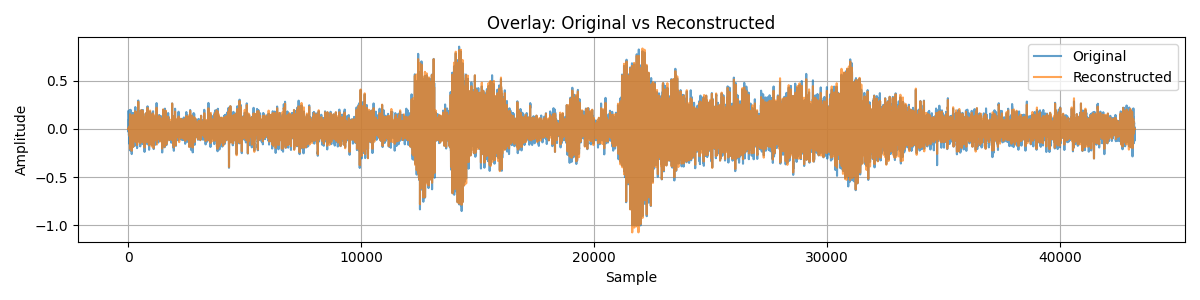 Overlay: Original vs Reconstructed
Original
Reconstructed
Amplitude
0.5
0.0
−0.5
−1.0
0 10000 20000 30000 40000
Sample